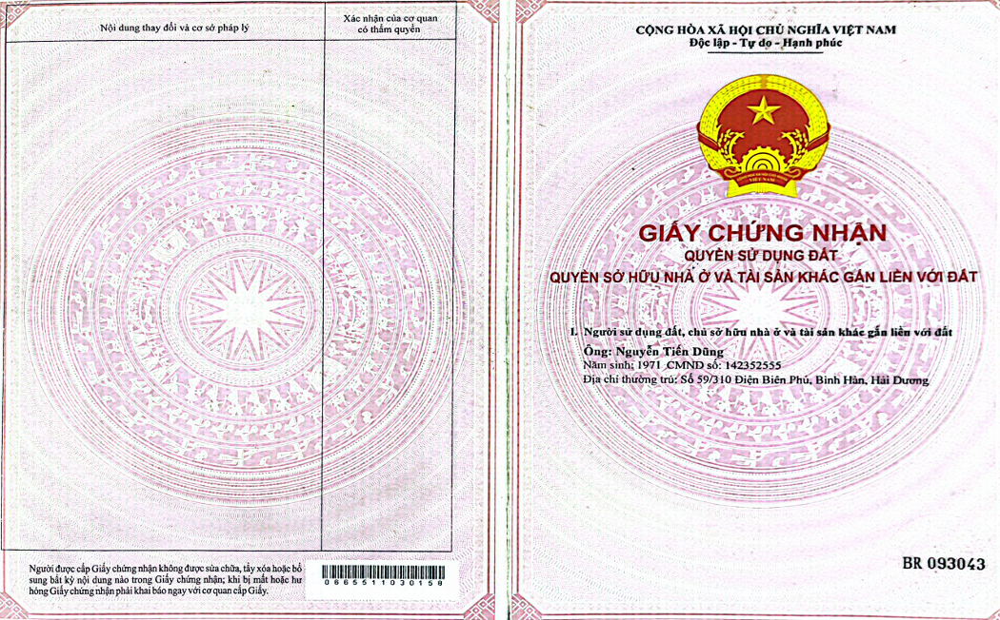 Nội dung thay đổi và cơ sở pháp lý
Xác nhận của cơ quan
có thẩm quyền
Người được cấp Giấy chứng nhận không được sửa chữa, tẩy xóa hoặc bổ
sung bất kỳ nội dung nào trong Giấy chứng nhận; khi bị mất hoặc hư
hỏng Giấy chứng nhận phải khai báo ngay với cơ quan cấp Giấy.
0665511030158
CỘNG HÒA XÃ HỘI CHỦ NGHĨA VIỆT NAM
Độc lập - Tự do - Hạnh phúc
VIỆT NAM
GIẤY CHỨNG NHẬN
QUYỀN SỬ DỤNG ĐẤT
QUYỀN SỞ HỮU NHÀ Ở VÀ TÀI SẢN KHÁC GẮN LIỀN VỚI ĐẤT
I. Người sử dụng đất, chủ sở hữu nhà ở và tài sản khác gắn liền với đất
Ông: Nguyễn Tiến Dũng
Năm sinh: 1971 CMND số: 142352555
Địa chỉ thường trú: Số 59/310 Điện Biên Phủ, Bình Hàn, Hải Dương
BR 093043